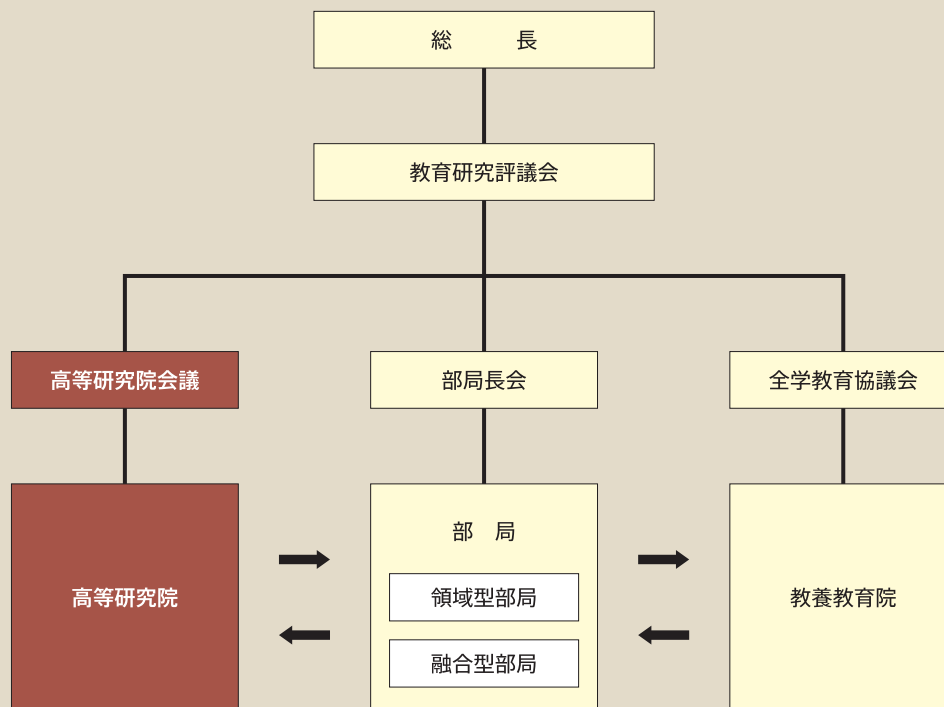 総　長
教育研究評議会
高等研究院会議
部局長会
全学教育協議会
高等研究院
部　局
領域型部局
融合型部局
教養教育院